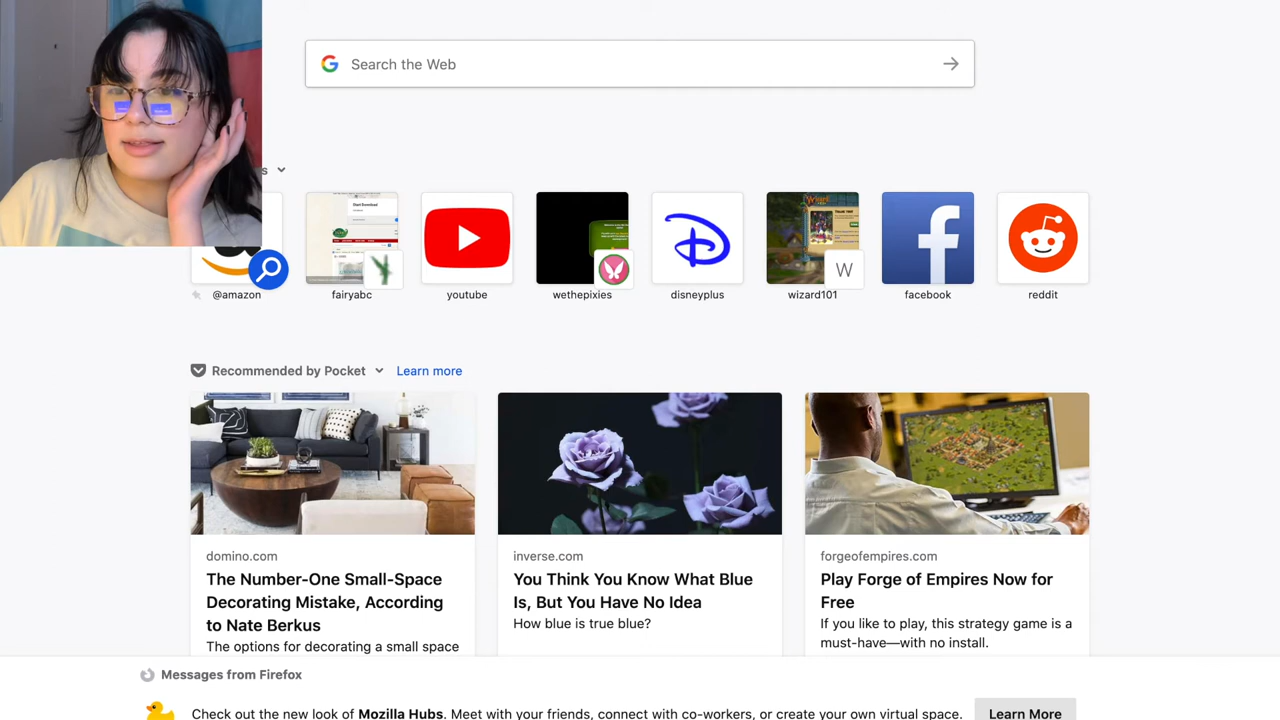 Search the Web
s
@amazon
fairyabc
youtube
wethepixies
disneyplus
W
wizard101
facebook
reddit
Recommended by Pocket
Learn more
domino.com
The Number-One Small-Space
Decorating Mistake, According
to Nate Berkus
The options for decorating a small space
inverse.com
You Think You Know What Blue
Is, But You Have No Idea
How blue is true blue?
forgeofempires.com
Play Forge of Empires Now for
Free
If you like to play, this strategy game is a
must-have—with no install.
Messages from Firefox
Check out the new look of Mozilla Hubs. Meet with your friends, connect with co-workers, or create your own virtual space.
Learn More